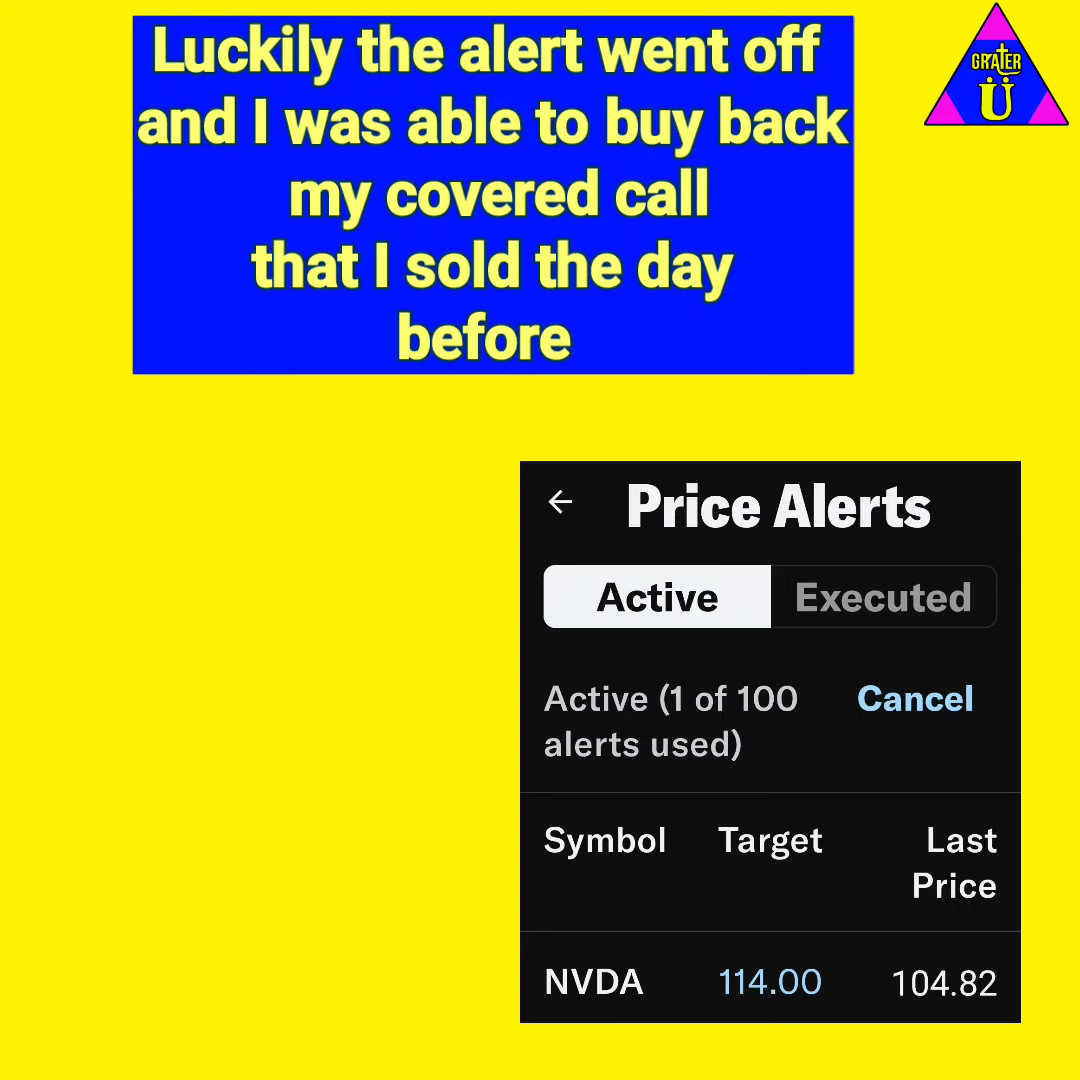 Luckily the alert went off
and I was able to buy back
my covered call
that I sold the day
before
GRATER
Ü
Price Alerts
Active Executed
Active (1 of 100 Cancel
alerts used)
Symbol Target Last
Price
NVDA 114.00 104.82